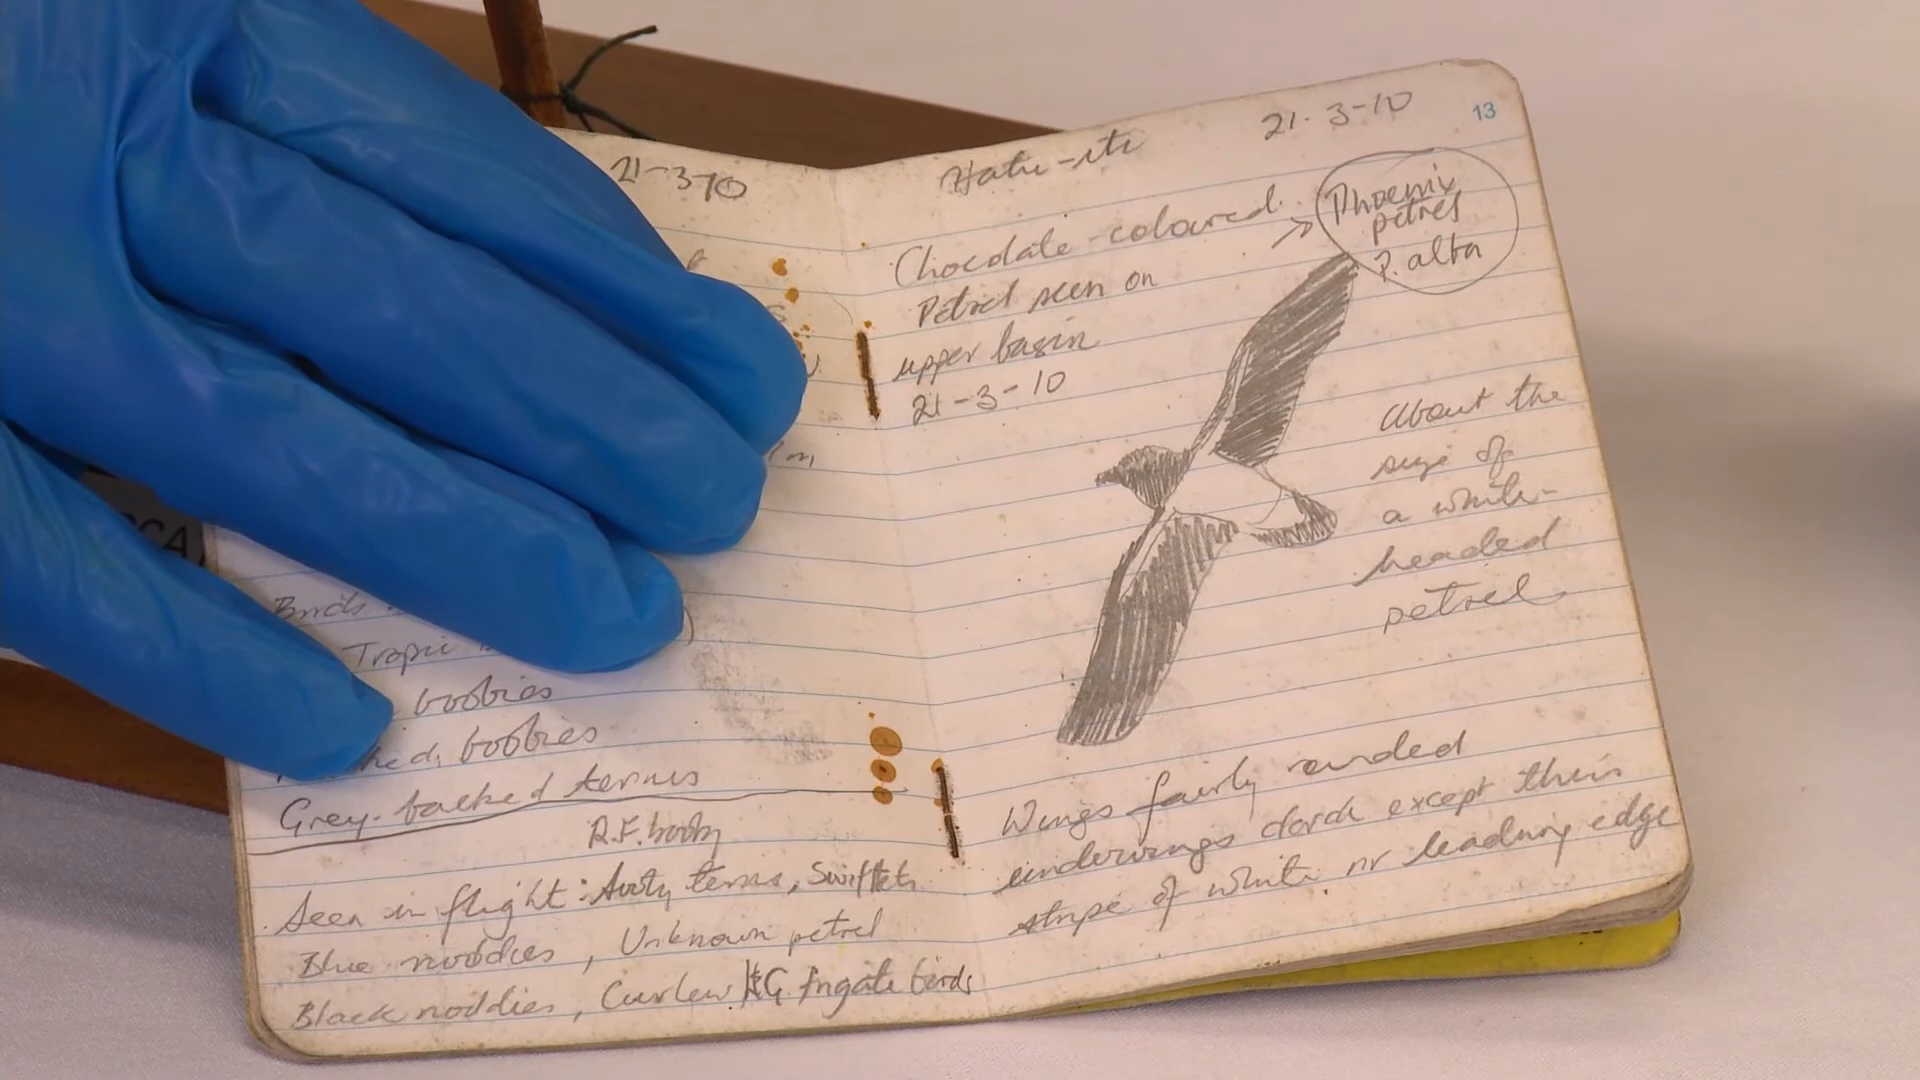 21-3-10
Birds
Tropic
boobies
boobies
Grey-backed terns
R.F. booby
Seen in flight: Sooty terns, Swiftlets
Blue noddies, Unknown petrel
Black noddies, Curlew, frigate birds
13
21-3-10
Hatu-iti
Chocolate-coloured
Petrel seen on
upper basin
21-3-10
→ Phoenix
petrel
P. alba
About the
size of
a white-
headed
petrel
Wings fairly rounded
underwings dark except thin
stripe of white nr leading edge